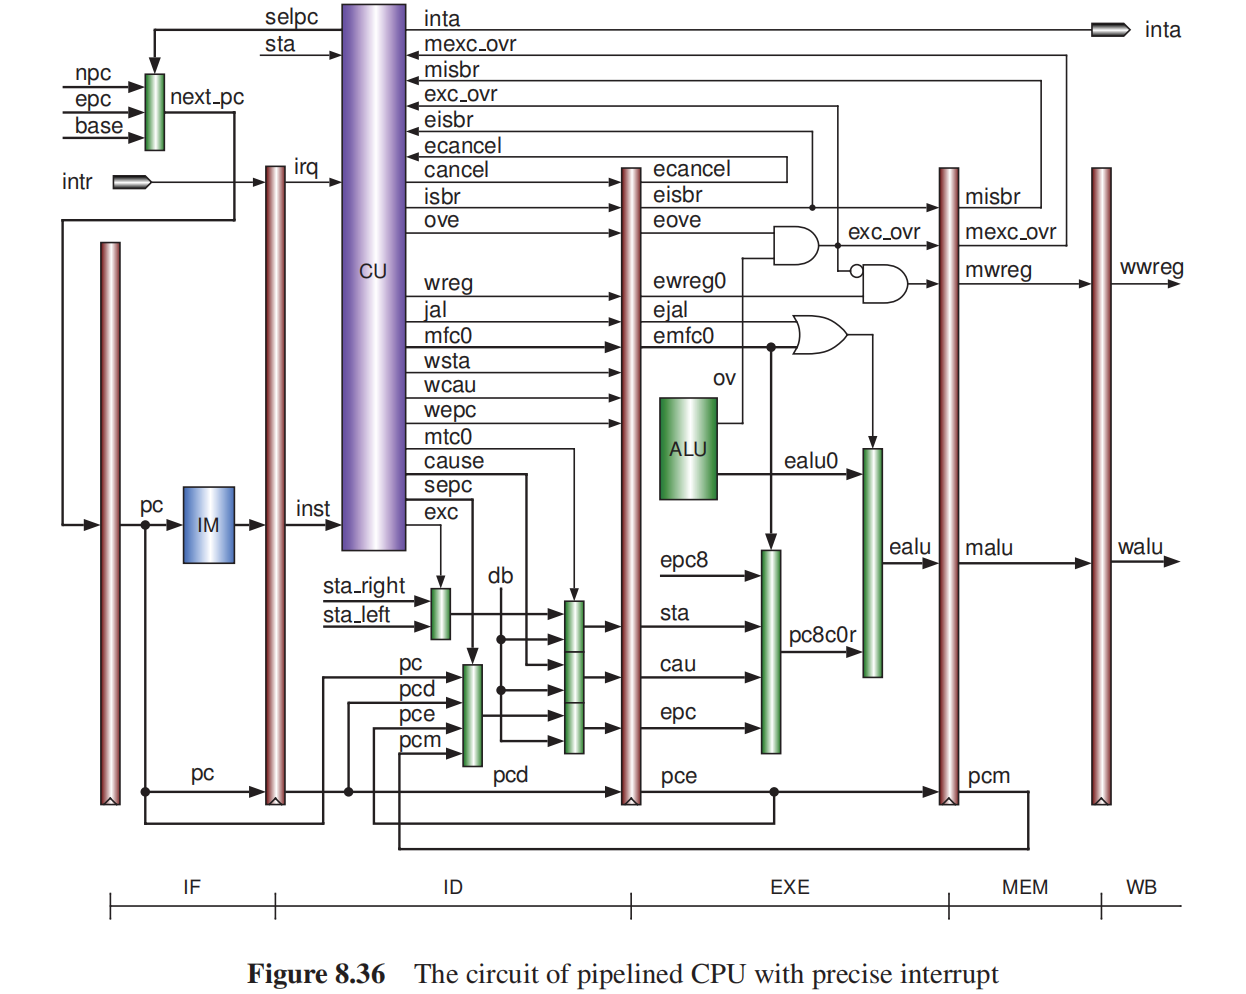 selpc
inta
inta
sta
mexc_ovr
misbr
npc
exc_ovr
epc
next_pc
eisbr
base
ecancel
intr
irq
cancel
ecancel
isbr
eisbr
misbr
ove
eove
exc_ovr
mexc_ovr
CU
wreg
ewreg0
mwreg
wwreg
jal
ejal
mfc0
emfc0
wsta
wcau
ov
wepc
mtc0
ALU
cause
ealu0
sepc
pc
IM
inst
exc
ealu
malu
walu
epc8
sta_right
db
sta_left
sta
pc8c0r
pc
cau
pcd
pce
epc
pcm
pc
pcd
pce
pcm
IF
ID
EXE
MEM
WB
Figure 8.36 The circuit of pipelined CPU with precise interrupt